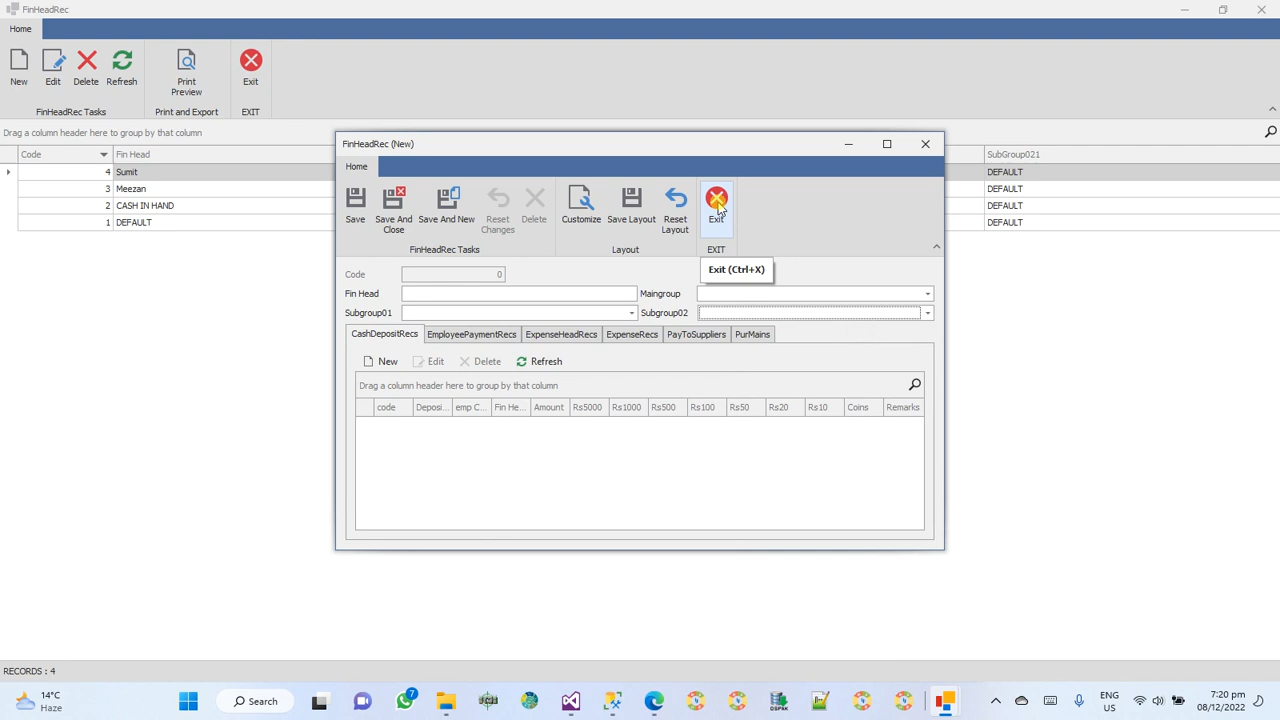 FinHeadRec
Home
New Edit Delete Refresh Print Preview Exit
FinHeadRec Tasks Print and Export EXIT
Drag a column header here to group by that column
Code Fin Head SubGroup021
4 Sumit DEFAULT
3 Meezan DEFAULT
2 CASH IN HAND DEFAULT
1 DEFAULT DEFAULT
FinHeadRec (New)
Home
Save Save And Close Save And New Reset Changes Delete Customize Save Layout Reset Layout Exit
FinHeadRec Tasks Layout EXIT
Exit (Ctrl+X)
Code 0
Fin Head Maingroup
Subgroup01 Subgroup02
CashDepositRecs EmployeePaymentRecs ExpenseHeadRecs ExpenseRecs PayToSuppliers PurMains
New Edit Delete Refresh
Drag a column header here to group by that column
code Deposi... emp C... Fin He... Amount Rs5000 Rs1000 Rs500 Rs100 Rs50 Rs20 Rs10 Coins Remarks
RECORDS : 4
14°C
Haze
Search
7
ENG
US
7:20 pm
08/12/2022